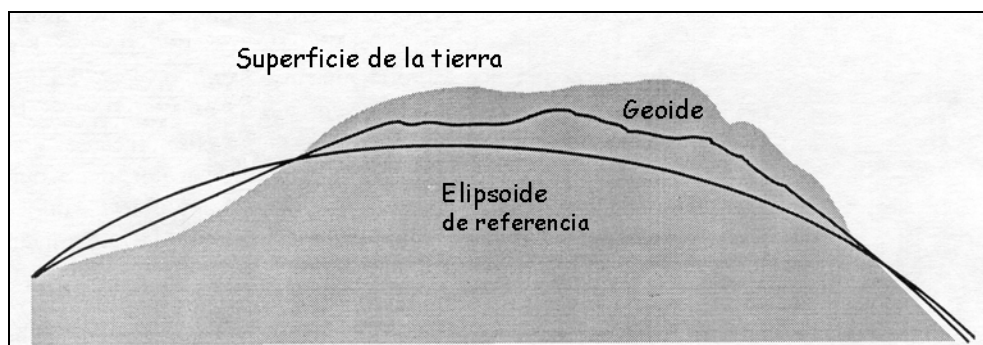 Superficie de la tierra
Geoide
Elipsoide
de referencia